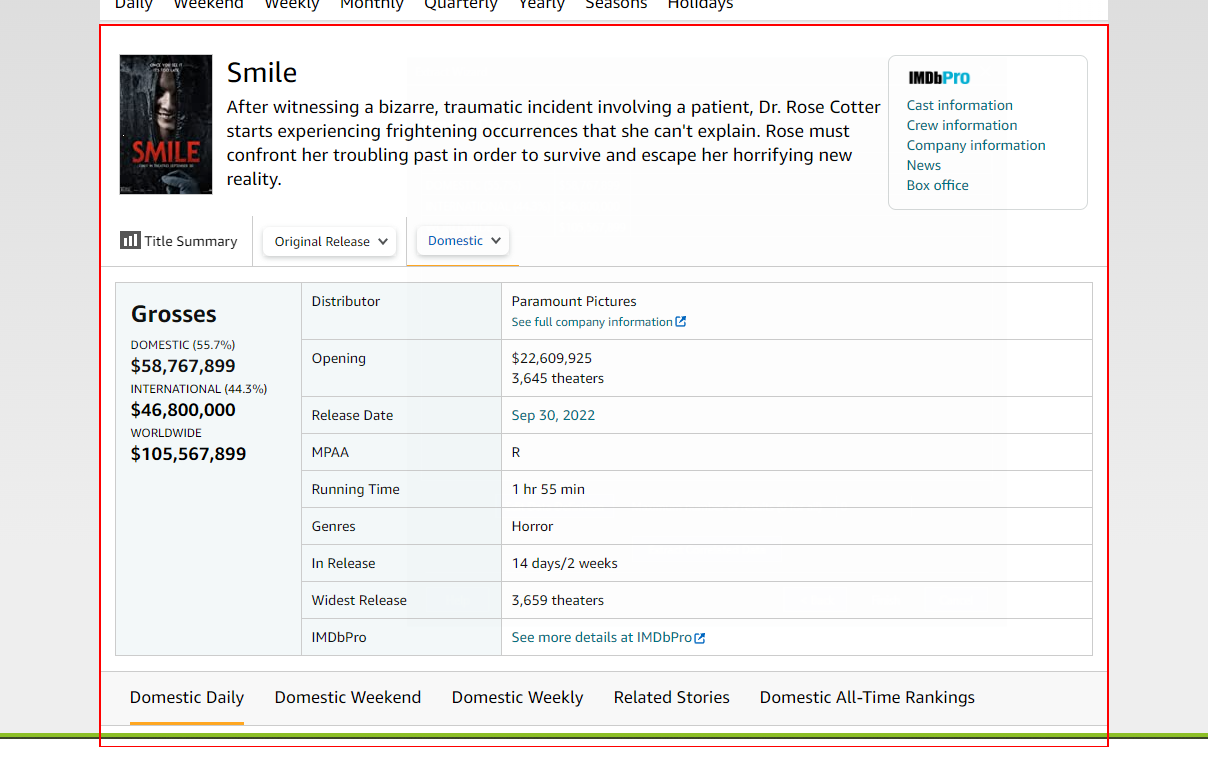 Daily Weekend Weekly Monthly Quarterly Yearly Seasons Holidays
ONCE YOU SEE IT
IT'S TOO LATE
SMILE
Smile
After witnessing a bizarre, traumatic incident involving a patient, Dr. Rose Cotter
starts experiencing frightening occurrences that she can't explain. Rose must
confront her troubling past in order to survive and escape her horrifying new
reality.
IMDbPro
Cast information
Crew information
Company information
News
Box office
Title Summary Original Release Domestic
Grosses
DOMESTIC (55.7%)
$58,767,899
INTERNATIONAL (44.3%)
$46,800,000
WORLDWIDE
$105,567,899
Distributor Paramount Pictures
See full company information
Opening $22,609,925
3,645 theaters
Release Date Sep 30, 2022
MPAA R
Running Time 1 hr 55 min
Genres Horror
In Release 14 days/2 weeks
Widest Release 3,659 theaters
IMDbPro See more details at IMDbPro
Domestic Daily Domestic Weekend Domestic Weekly Related Stories Domestic All-Time Rankings